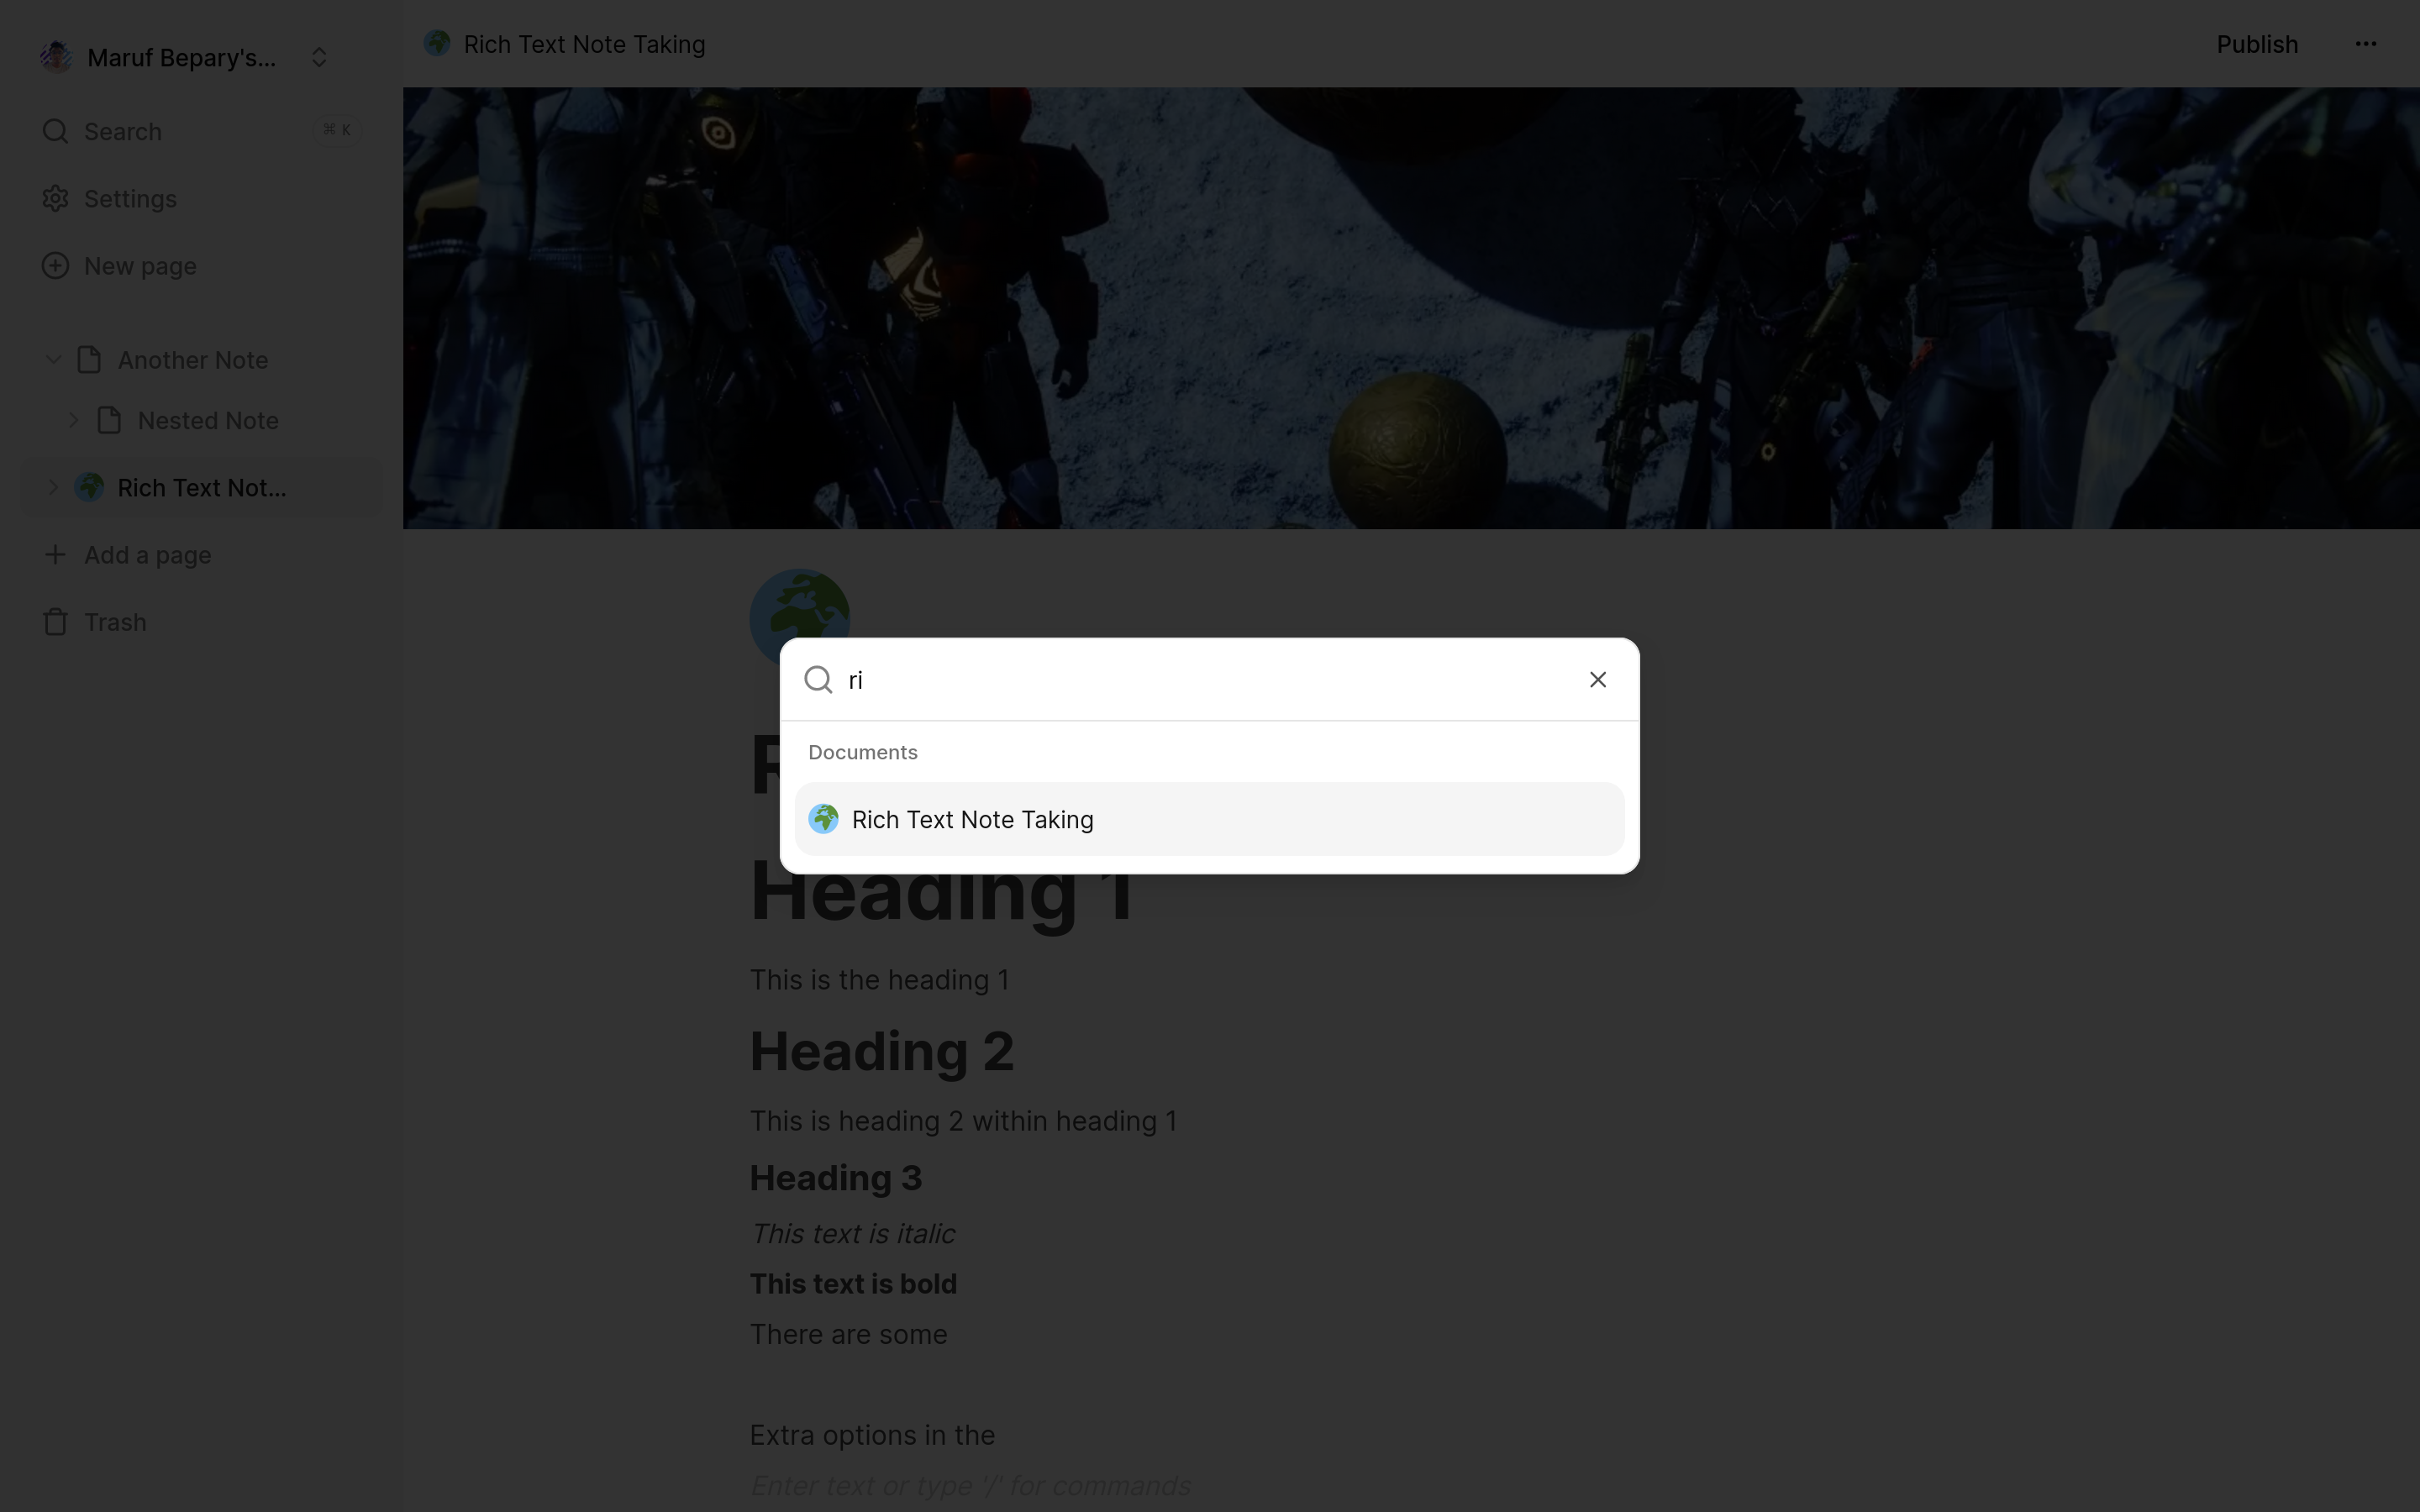 Maruf Bepary's...
Search ⌘ K
Settings
New page
Another Note
Nested Note
Rich Text Not...
Add a page
Trash
Rich Text Note Taking
Publish
ri
Documents
Rich Text Note Taking
Heading 1
This is the heading 1
Heading 2
This is heading 2 within heading 1
Heading 3
This text is italic
This text is bold
There are some
Extra options in the
Enter text or type '/' for commands